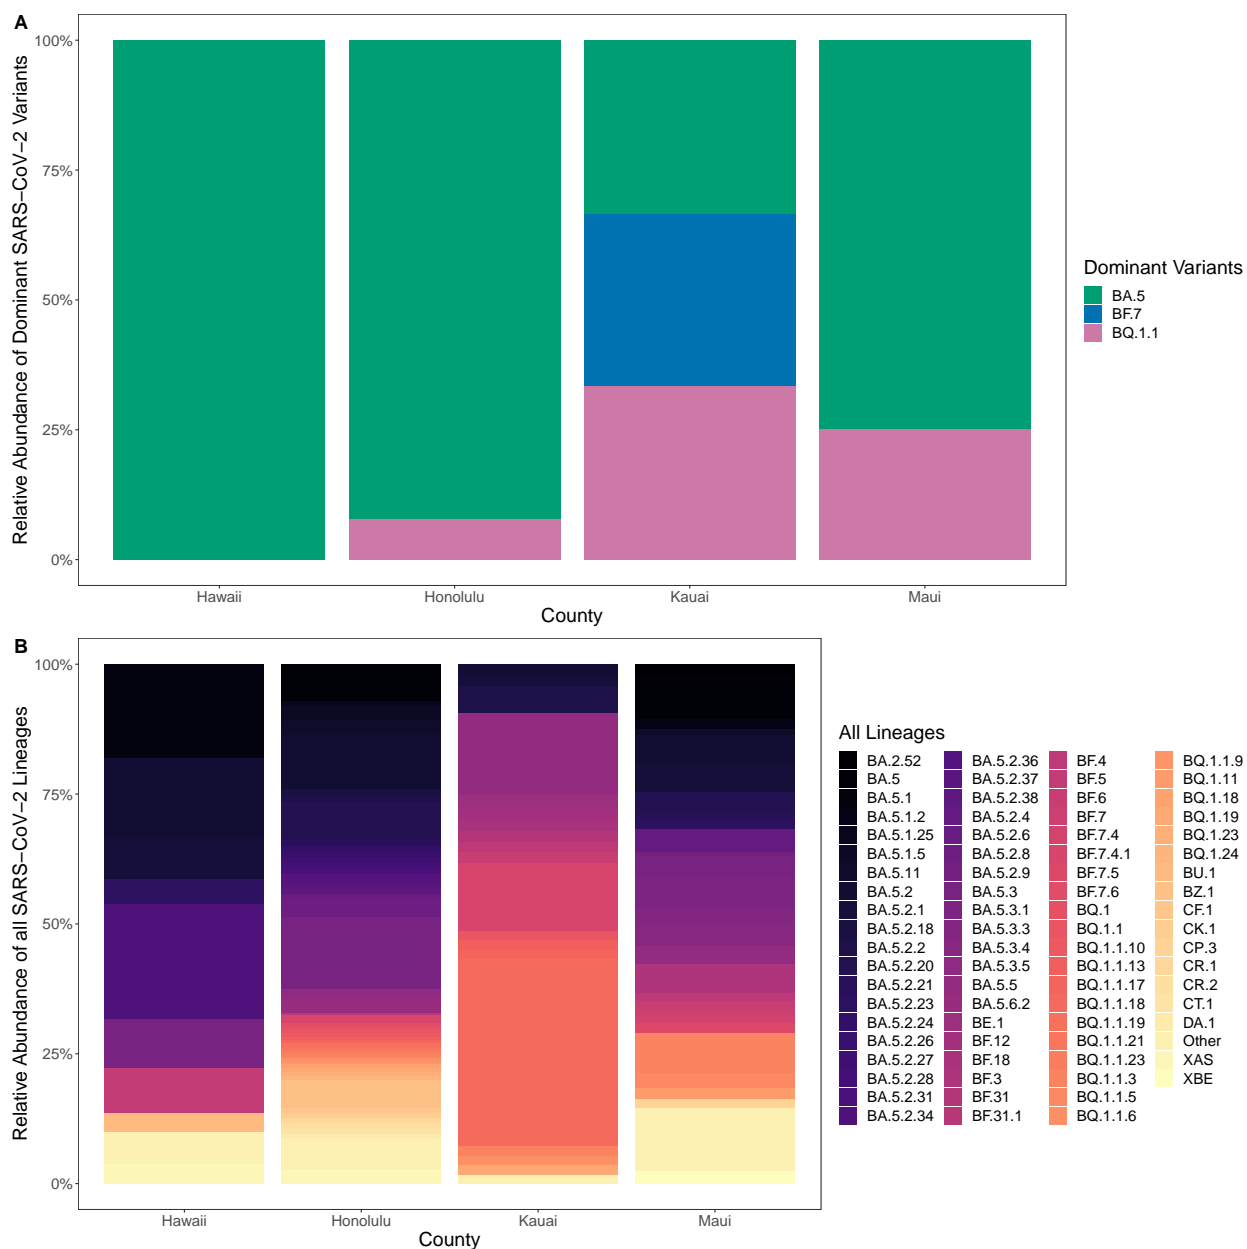 A
Relative Abundance of Dominant SARS−CoV−2 Variants
100%
75%
50%
25%
0%
Hawaii
Honolulu
Kauai
Maui
County
Dominant Variants
BA.5
BF.7
BQ.1.1
B
Relative Abundance of all SARS−CoV−2 Lineages
100%
75%
50%
25%
0%
Hawaii
Honolulu
Kauai
Maui
County
All Lineages
BA.2.52
BA.5
BA.5.1
BA.5.1.2
BA.5.1.25
BA.5.1.5
BA.5.11
BA.5.2
BA.5.2.1
BA.5.2.18
BA.5.2.2
BA.5.2.20
BA.5.2.21
BA.5.2.23
BA.5.2.24
BA.5.2.26
BA.5.2.27
BA.5.2.28
BA.5.2.31
BA.5.2.34
BA.5.2.36
BA.5.2.37
BA.5.2.38
BA.5.2.4
BA.5.2.6
BA.5.2.8
BA.5.2.9
BA.5.3
BA.5.3.1
BA.5.3.3
BA.5.3.4
BA.5.3.5
BA.5.5
BA.5.6.2
BE.1
BF.12
BF.18
BF.3
BF.31
BF.31.1
BF.4
BF.5
BF.6
BF.7
BF.7.4
BF.7.4.1
BF.7.5
BF.7.6
BQ.1
BQ.1.1
BQ.1.1.10
BQ.1.1.13
BQ.1.1.17
BQ.1.1.18
BQ.1.1.19
BQ.1.1.21
BQ.1.1.23
BQ.1.1.3
BQ.1.1.5
BQ.1.1.6
BQ.1.1.9
BQ.1.11
BQ.1.18
BQ.1.19
BQ.1.23
BQ.1.24
BU.1
BZ.1
CF.1
CK.1
CP.3
CR.1
CR.2
CT.1
DA.1
Other
XAS
XBE